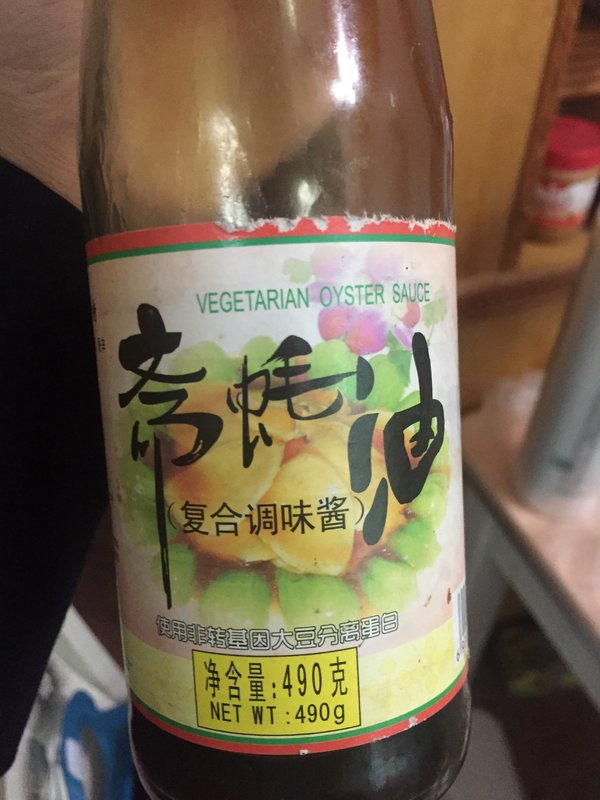 VEGETARIAN OYSTER SAUCE
斋蚝油
(复合调味酱)
使用非转基因大豆分离蛋白
净含量:490克
NET WT:490g